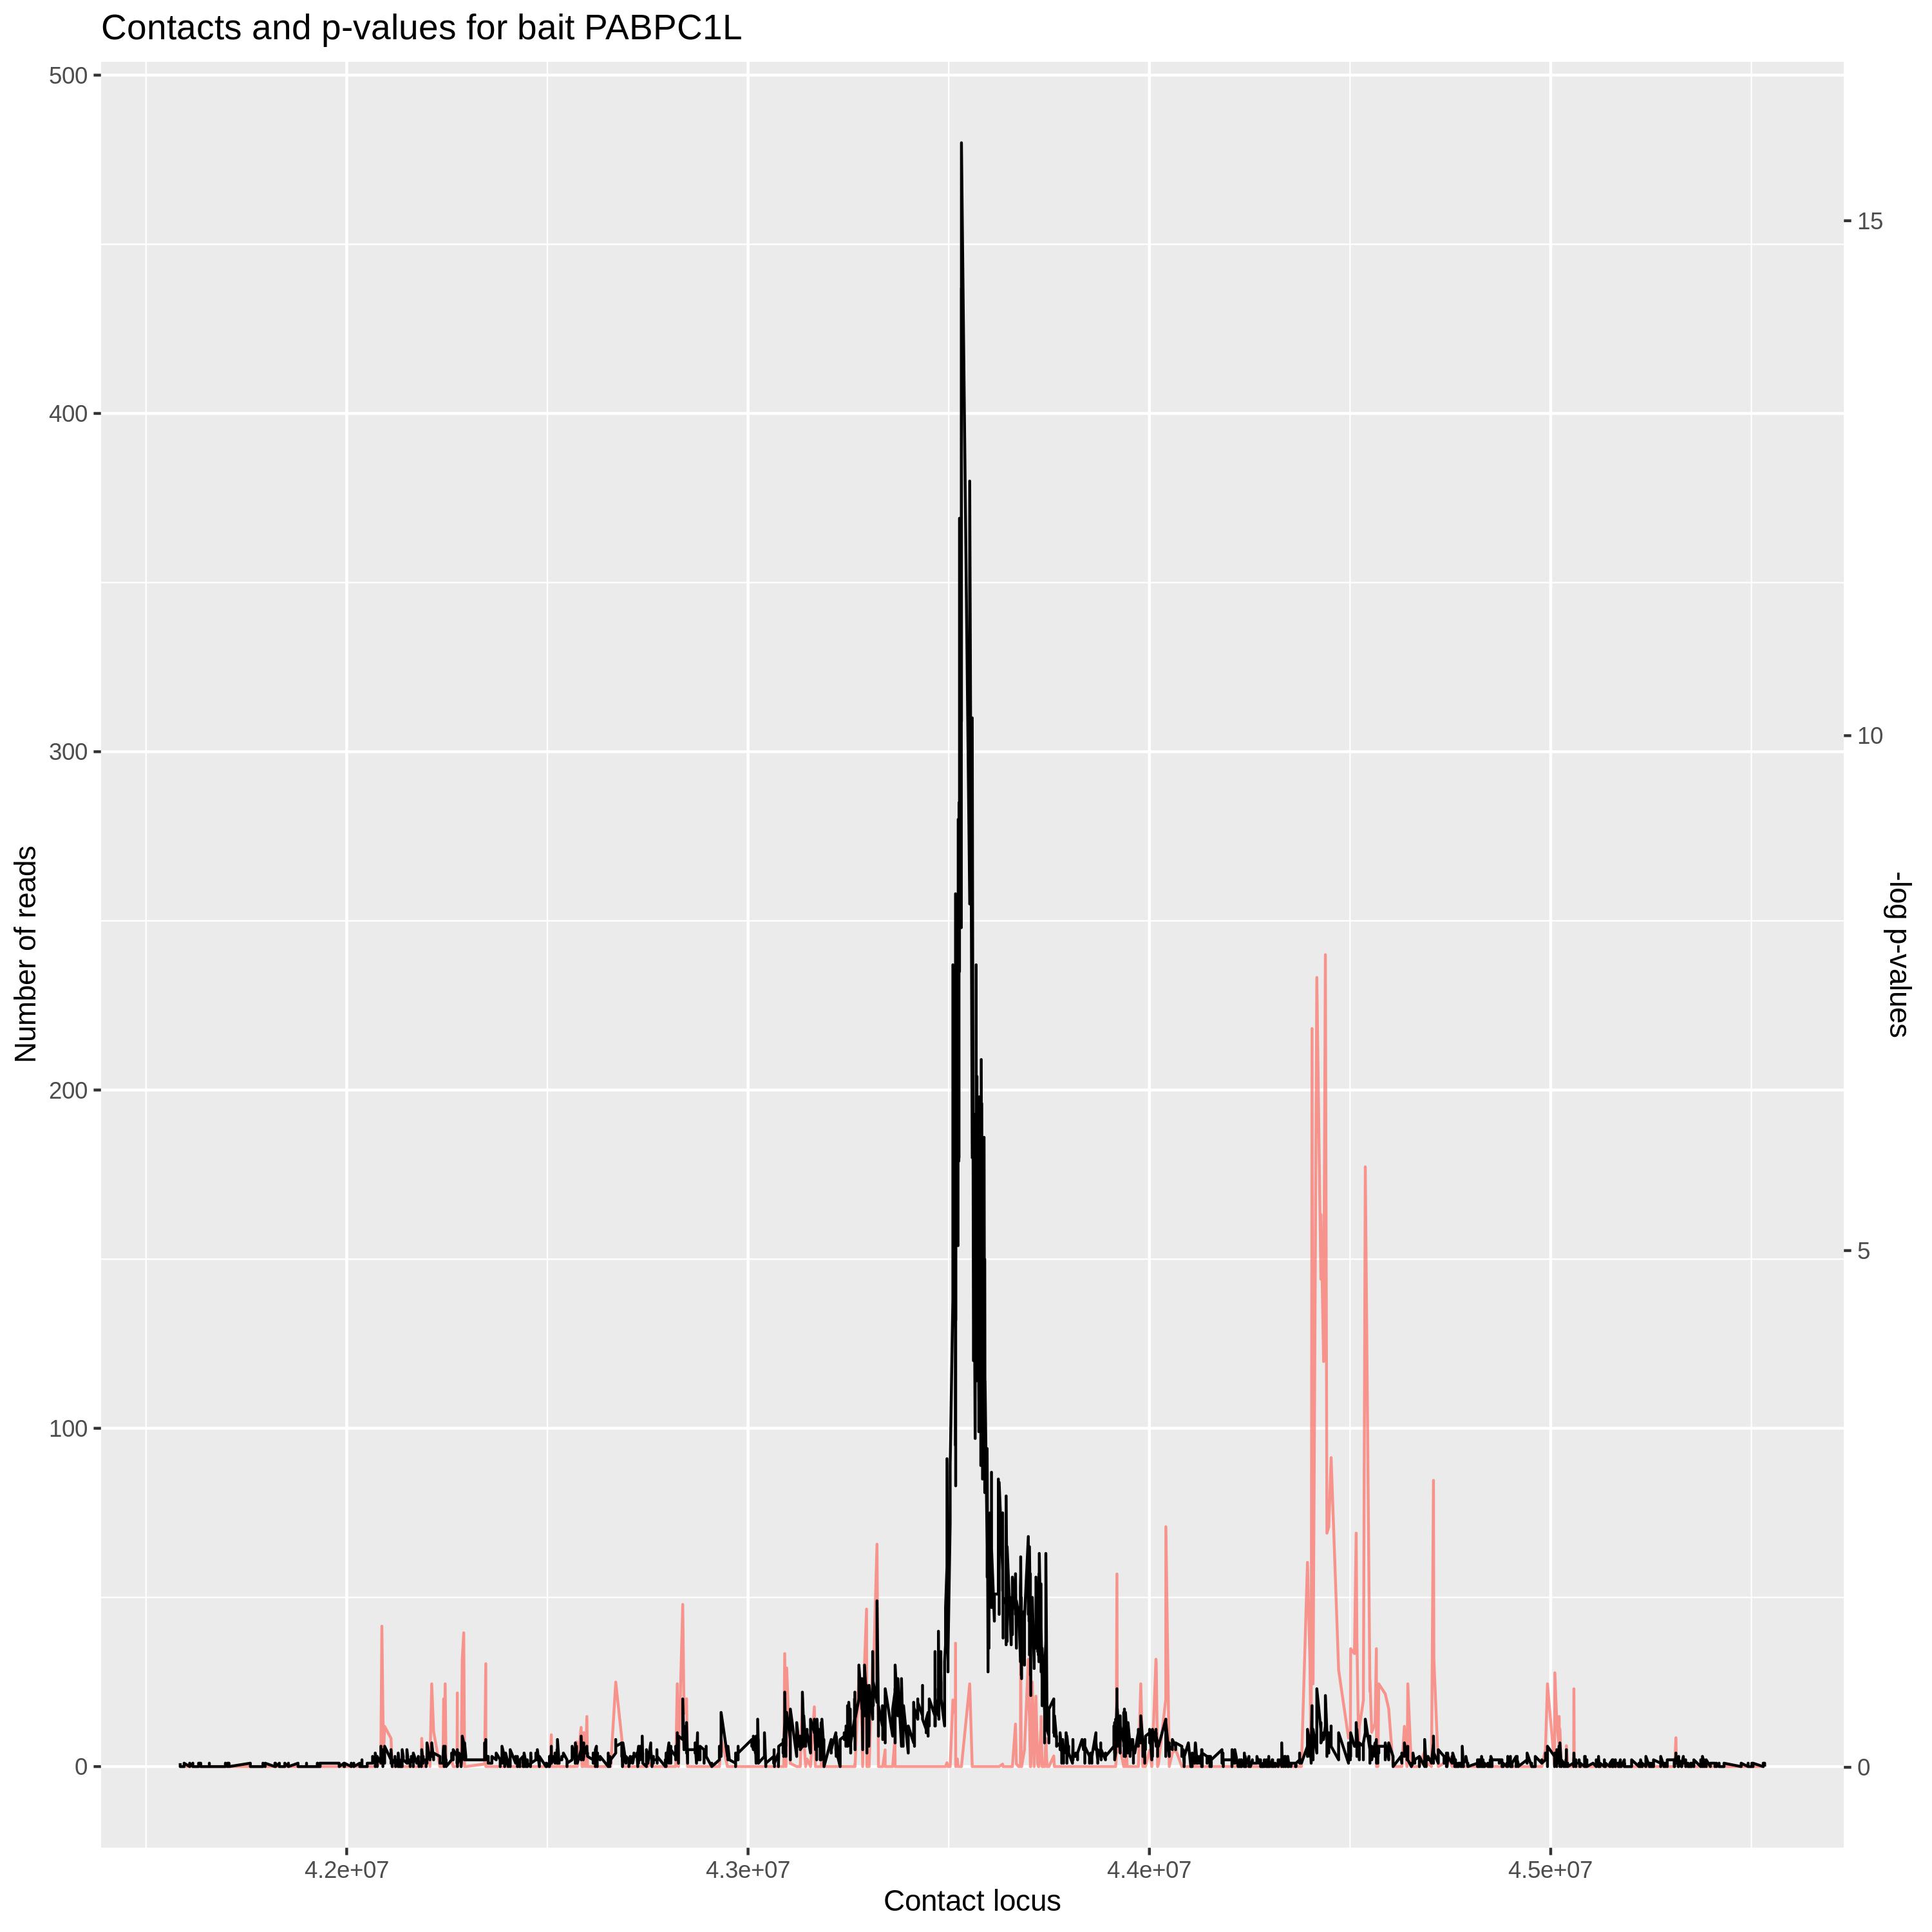 Contacts and p-values for bait PABPC1L
500
400
300
200
100
0
Number of reads
15
10
5
0
-log p-values
4.2e+07
4.3e+07
4.4e+07
4.5e+07
Contact locus